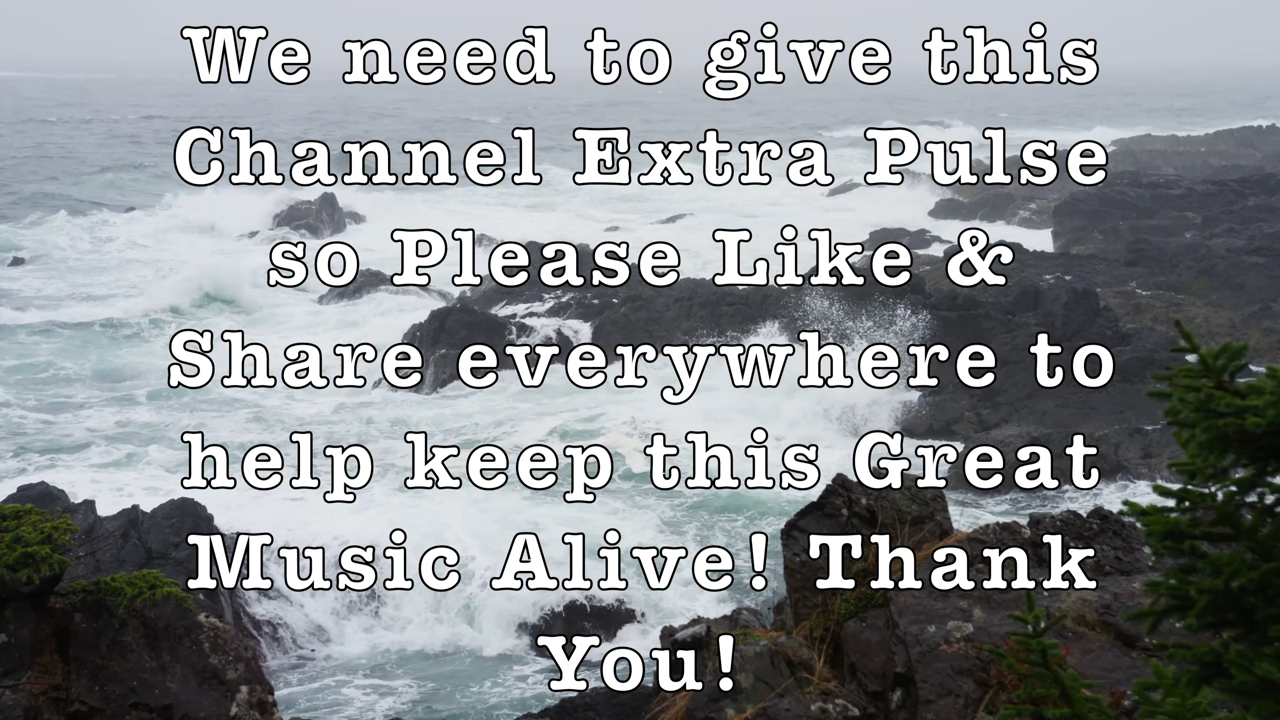 We need to give this
Channel Extra Pulse
so Please Like &
Share everywhere to
help keep this Great
Music Alive! Thank
You!